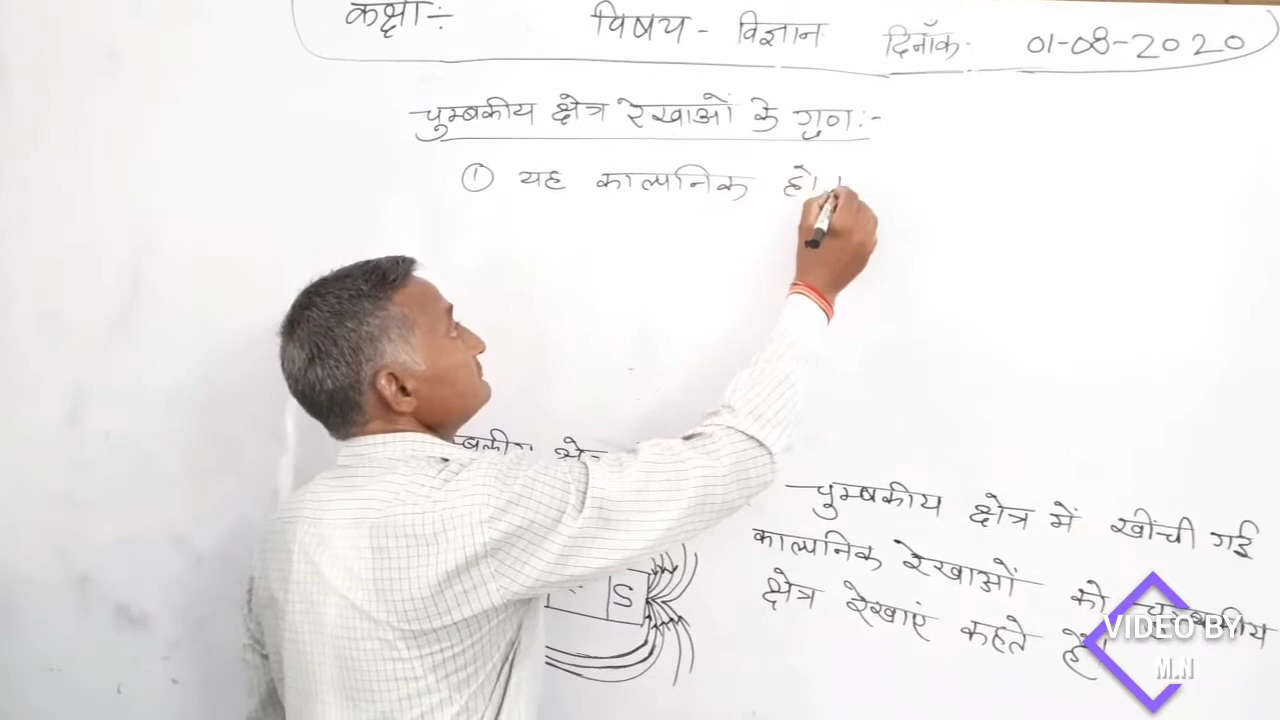 कक्षा:- विषय - विज्ञान दिनाँक- 01-08-2020
चुम्बकीय क्षेत्र रेखाओं के गुण:-
① यह काल्पनिक
चुम्बकीय क्षेत्र में खींची गई
काल्पनिक रेखाओं को चुम्बकीय
क्षेत्र रेखाएं कहते हैं।
S
VIDEO BY
M.N